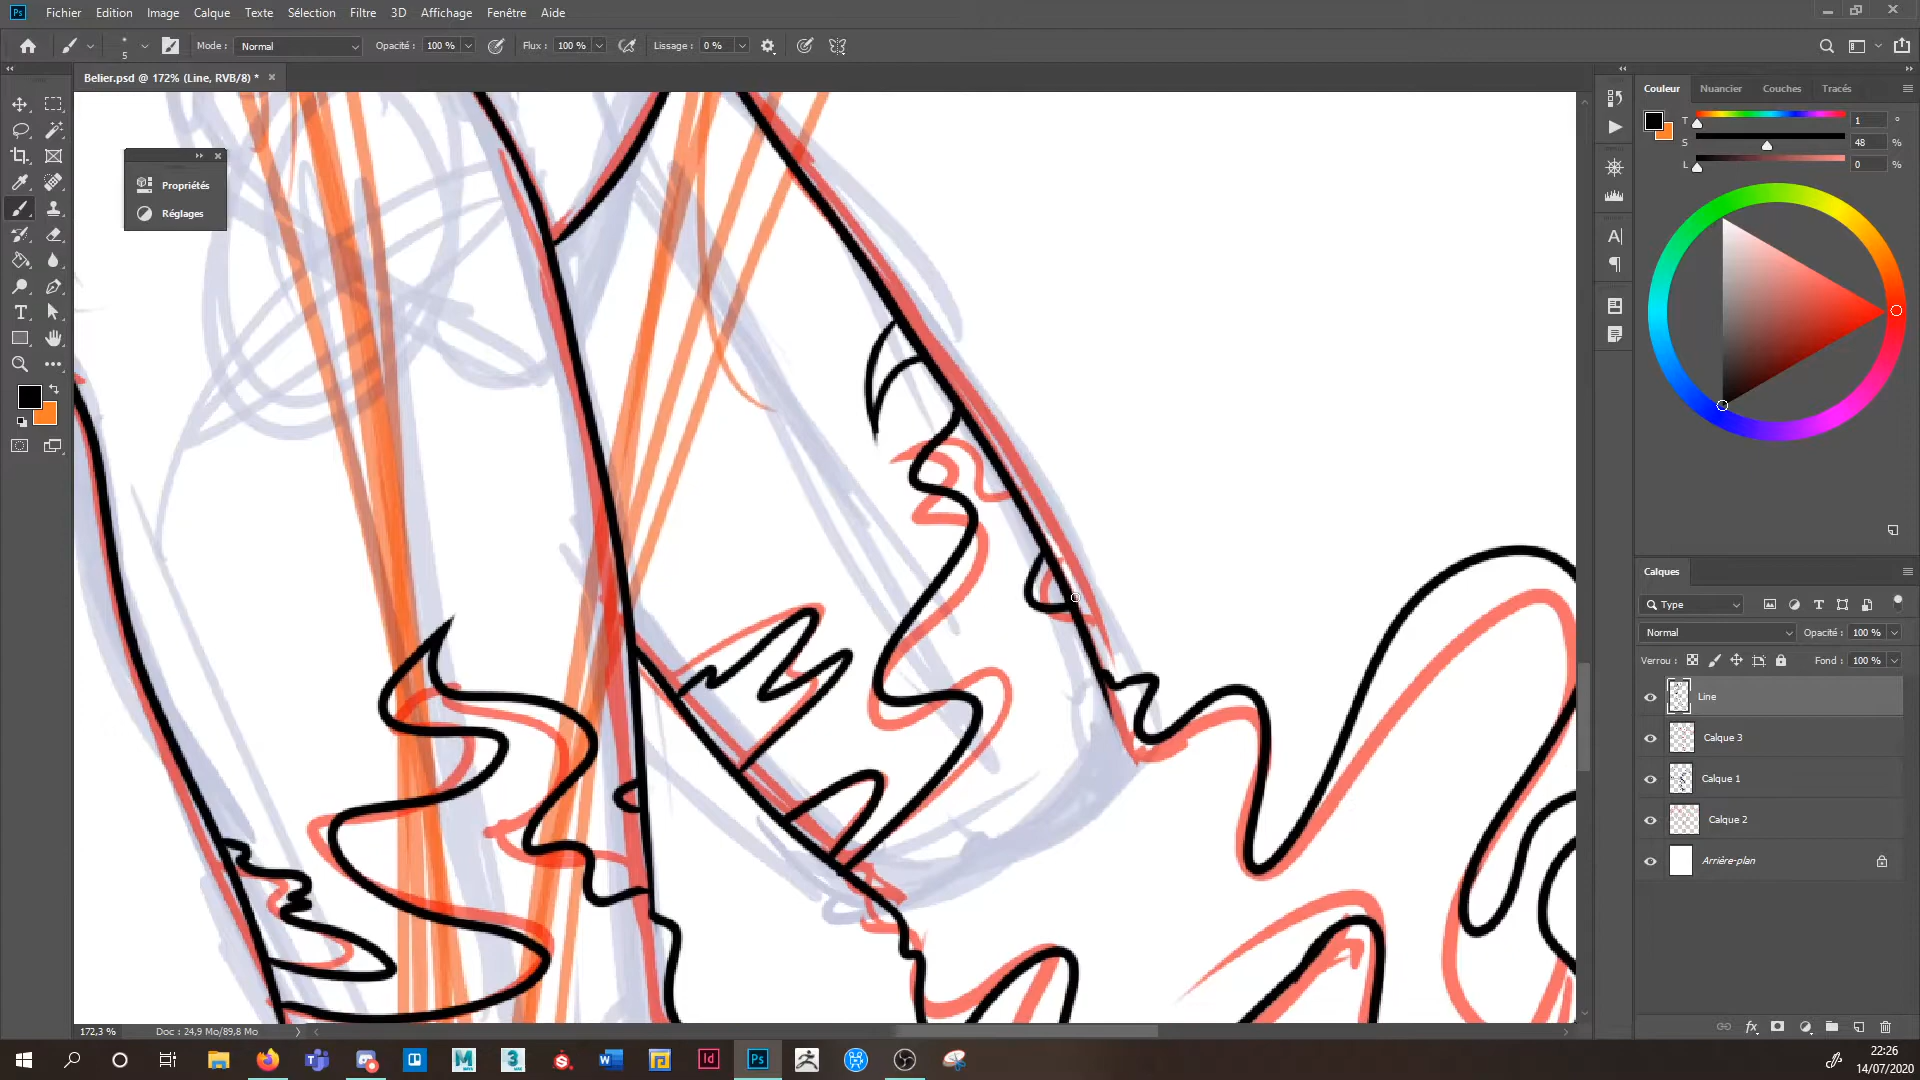 Ps Fichier Edition Image Calque Texte Sélection Filtre 3D Affichage Fenêtre Aide
5 Mode : Normal Opacité : 100 % Flux : 100 % Lissage : 0 %
Belier.psd @ 172% (Line, RVB/8) *
Propriétés
Réglages
Couleur Nuancier Couches Tracés
T 1 °
S 48 %
L 0 %
Calques
Type
Normal Opacité : 100 %
Verrou : Fond : 100 %
Line
Calque 3
Calque 1
Calque 2
Arrière-plan
172,3 % Doc : 24,9 Mo/89,8 Mo
22:26
14/07/2020